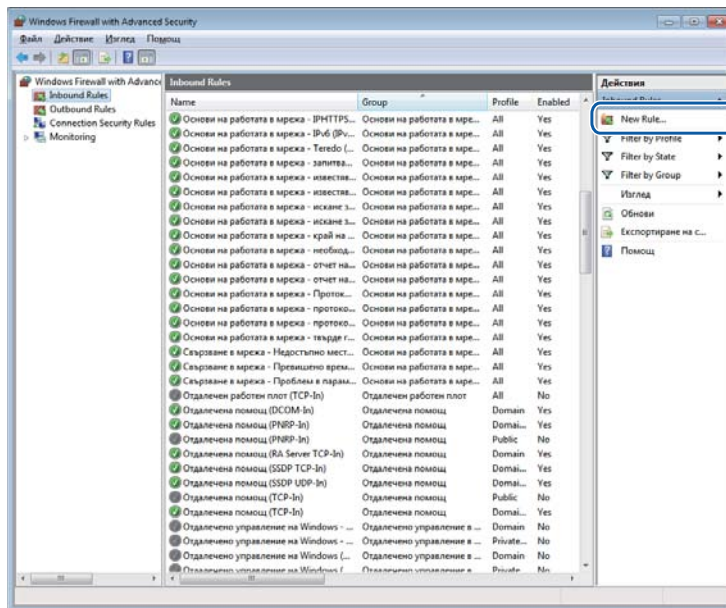 Windows Firewall with Advanced Security
Файл Действие Изглед Помощ
Windows Firewall with Advance
Inbound Rules
Outbound Rules
Connection Security Rules
Monitoring
Inbound Rules
Name Group Profile Enabled
Основи на работата в мрежа - IPHTTPS... Основи на работата в мре... All Yes
Основи на работата в мрежа - IPv6 (IPv... Основи на работата в мре... All Yes
Основи на работата в мрежа - Teredo (... Основи на работата в мре... All Yes
Основи на работата в мрежа - запитва... Основи на работата в мре... All Yes
Основи на работата в мрежа - известяв... Основи на работата в мре... All Yes
Основи на работата в мрежа - известяв... Основи на работата в мре... All Yes
Основи на работата в мрежа - искане з... Основи на работата в мре... All Yes
Основи на работата в мрежа - искане з... Основи на работата в мре... All Yes
Основи на работата в мрежа - край на ... Основи на работата в мре... All Yes
Основи на работата в мрежа - необход... Основи на работата в мре... All Yes
Основи на работата в мрежа - отчет на... Основи на работата в мре... All Yes
Основи на работата в мрежа - отчет на... Основи на работата в мре... All Yes
Основи на работата в мрежа - Проток... Основи на работата в мре... All Yes
Основи на работата в мрежа - протоко... Основи на работата в мре... All Yes
Основи на работата в мрежа - протоко... Основи на работата в мре... All Yes
Основи на работата в мрежа - твърде г... Основи на работата в мре... All Yes
Свързване в мрежа - Недостъпно мест... Основи на работата в мре... All Yes
Свързване в мрежа - Превишено врем... Основи на работата в мре... All Yes
Свързване в мрежа - Проблем в парам... Основи на работата в мре... All Yes
Отдалечен работен плот (TCP-In) Отдалечен работен плот All No
Отдалечена помощ (DCOM-In) Отдалечена помощ Domain Yes
Отдалечена помощ (PNRP-In) Отдалечена помощ Domai... Yes
Отдалечена помощ (PNRP-In) Отдалечена помощ Public No
Отдалечена помощ (RA Server TCP-In) Отдалечена помощ Domain Yes
Отдалечена помощ (SSDP TCP-In) Отдалечена помощ Domai... Yes
Отдалечена помощ (SSDP UDP-In) Отдалечена помощ Domai... Yes
Отдалечена помощ (TCP-In) Отдалечена помощ Public No
Отдалечена помощ (TCP-In) Отдалечена помощ Domai... Yes
Отдалечено управление на Windows - ... Отдалечено управление в ... Domain No
Отдалечено управление на Windows - ... Отдалечено управление в ... Private... No
Отдалечено управление на Windows (... Отдалечено управление в ... Domain No
Отдалечено управление на Windows (... Отдалечено управление в ... Private... No
Действия
Inbound Rules
New Rule...
Filter by Profile
Filter by State
Filter by Group
Изглед
Обнови
Експортиране на с...
Помощ